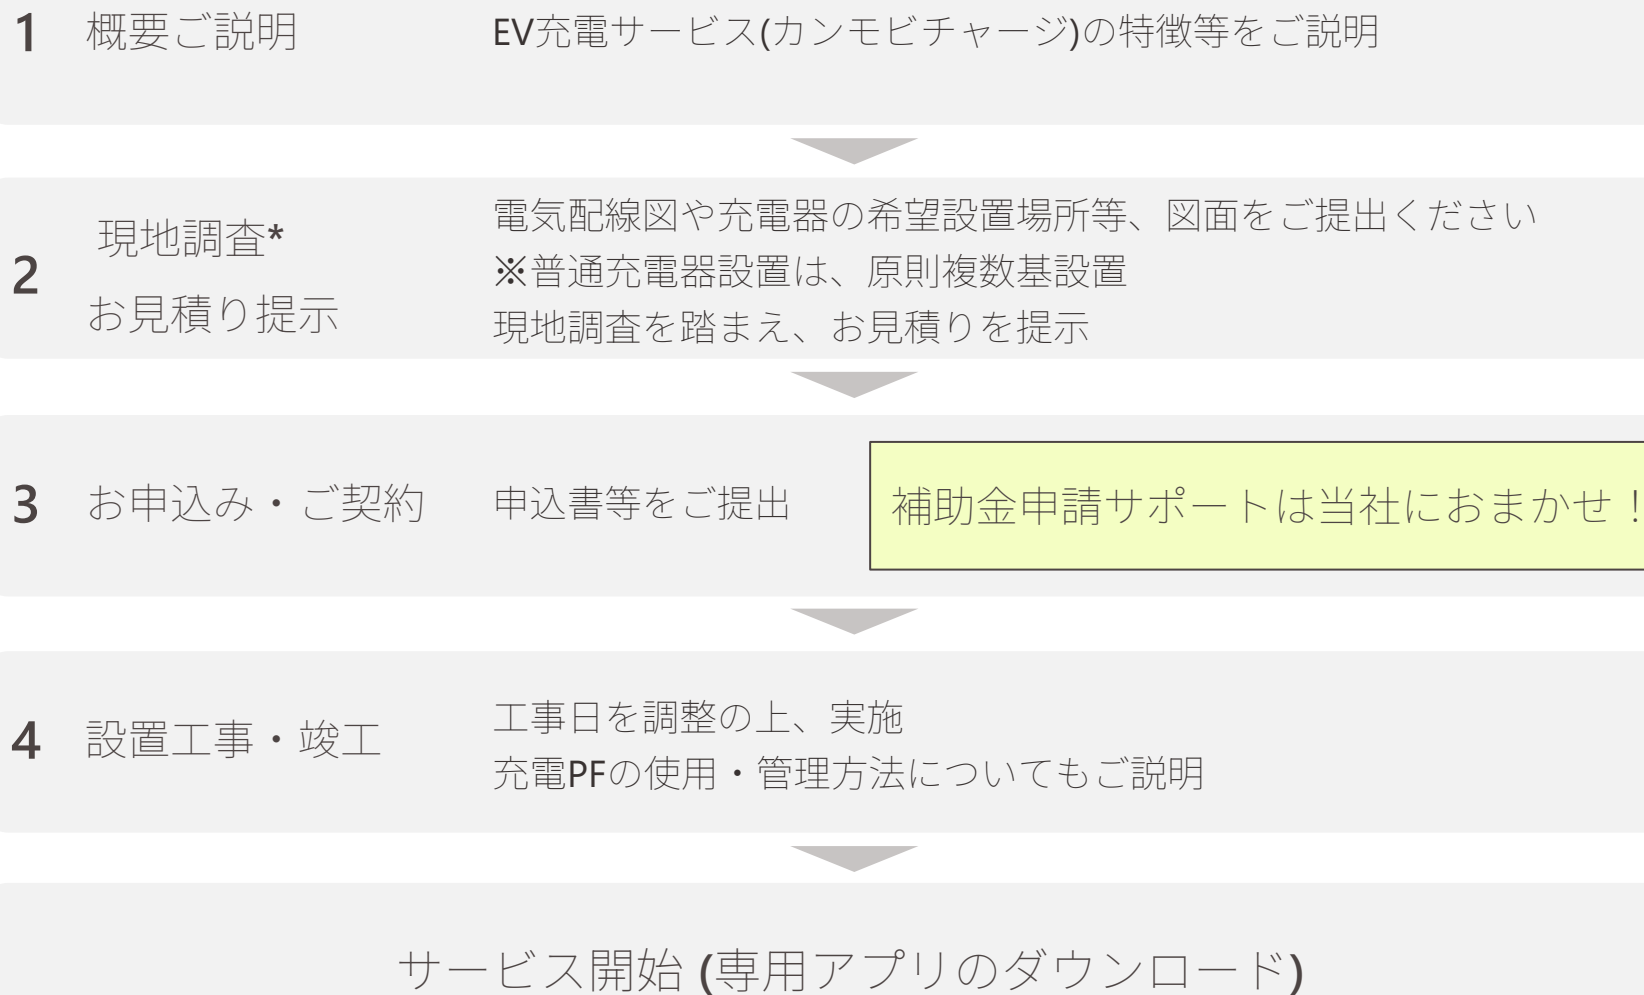 1 概要ご説明 EV充電サービス(カンモビチャージ)の特徴等をご説明
2 現地調査*
お見積り提示
電気配線図や充電器の希望設置場所等、図面をご提出ください
※普通充電器設置は、原則複数基設置
現地調査を踏まえ、お見積りを提示
3 お申込み・ご契約 申込書等をご提出 補助金申請サポートは当社におまかせ！
4 設置工事・竣工
工事日を調整の上、実施
充電PFの使用・管理方法についてもご説明
サービス開始 (専用アプリのダウンロード)